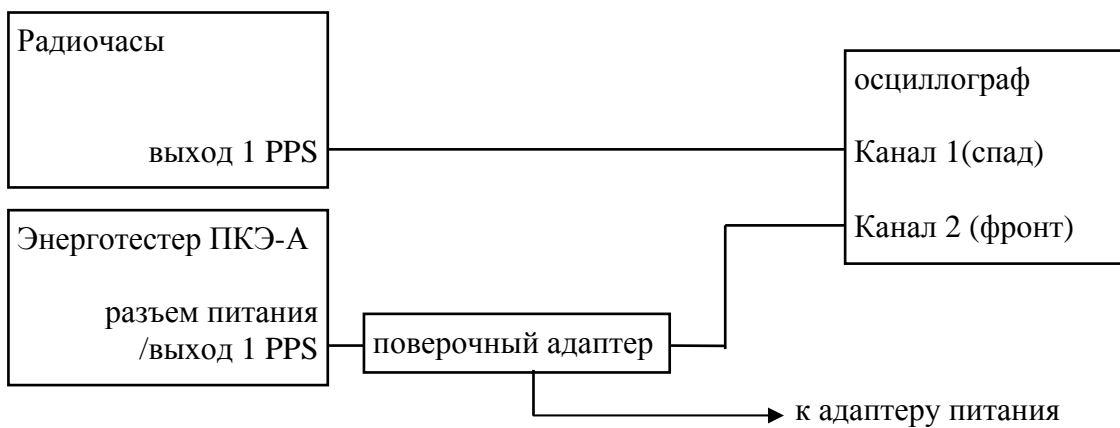 Радиочасы
выход 1 PPS
осциллограф
Канал 1(спад)
Канал 2 (фронт)
Энерготестер ПКЭ-А
разъем питания
/выход 1 PPS
поверочный адаптер
к адаптеру питания